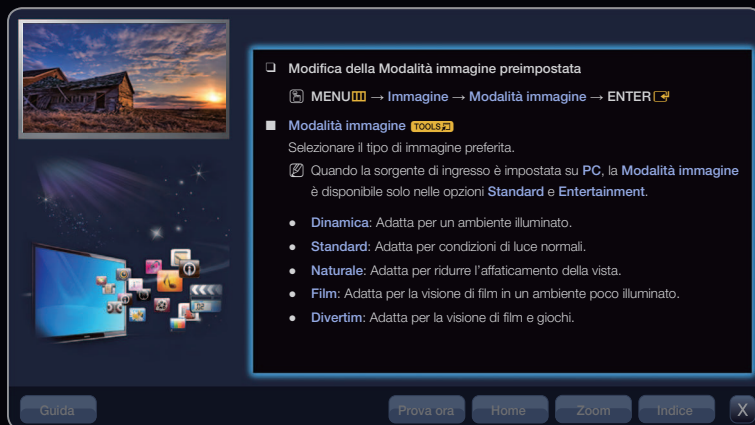 Modifica della Modalità immagine preimpostata
MENU → Immagine → Modalità immagine → ENTER
Modalità immagine TOOLS
Selezionare il tipo di immagine preferita.
Quando la sorgente di ingresso è impostata su PC, la Modalità immagine
è disponibile solo nelle opzioni Standard e Entertainment.
● Dinamica: Adatta per un ambiente illuminato.
● Standard: Adatta per condizioni di luce normali.
● Naturale: Adatta per ridurre l’affaticamento della vista.
● Film: Adatta per la visione di film in un ambiente poco illuminato.
● Divertim: Adatta per la visione di film e giochi.
Guida Prova ora Home Zoom Indice X